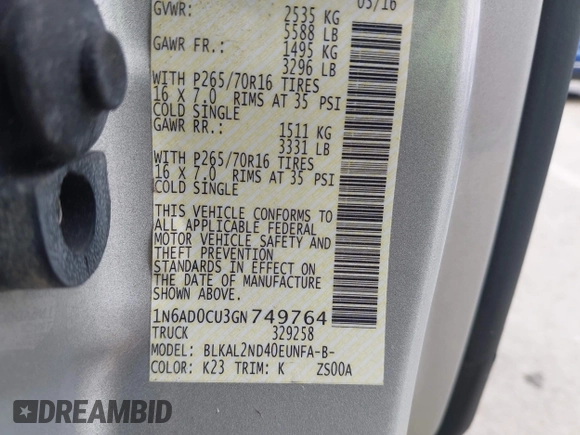 03/16
GVWR: 2535 KG
5588 LB
GAWR FR.: 1495 KG
3296 LB
WITH P265/70R16 TIRES
16 X 7.0 RIMS AT 35 PSI
COLD SINGLE
GAWR RR.: 1511 KG
3331 LB
WITH P265/70R16 TIRES
16 X 7.0 RIMS AT 35 PSI
COLD SINGLE
THIS VEHICLE CONFORMS TO
ALL APPLICABLE FEDERAL
MOTOR VEHICLE SAFETY AND
THEFT PREVENTION
STANDARDS IN EFFECT ON
THE DATE OF MANUFACTURE
SHOWN ABOVE.
1N6AD0CU3GN749764
TRUCK 329258
MODEL: BLKAL2ND40EUNFA-B-
COLOR: K23 TRIM: K ZS00A
DREAMBID